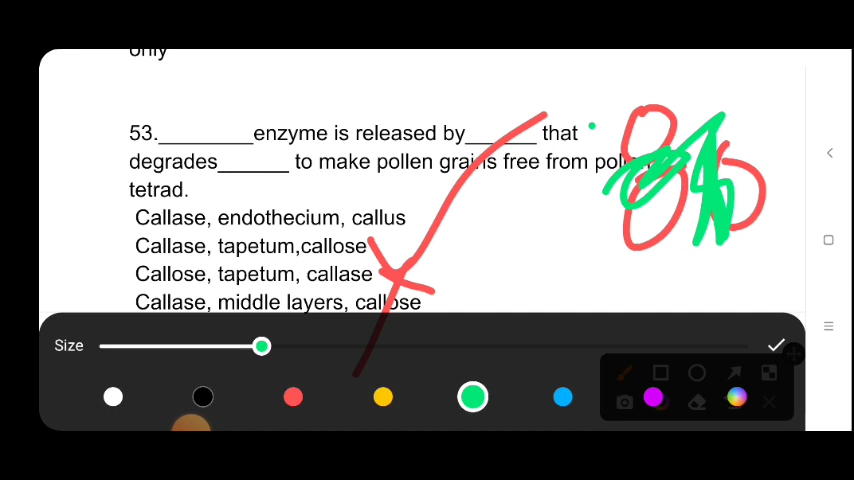 only
53.________enzyme is released by______ that
degrades______ to make pollen grains free from pollen
tetrad.
Callase, endothecium, callus
Callase, tapetum,callose
Callose, tapetum, callase
Callase, middle layers, callose
Size